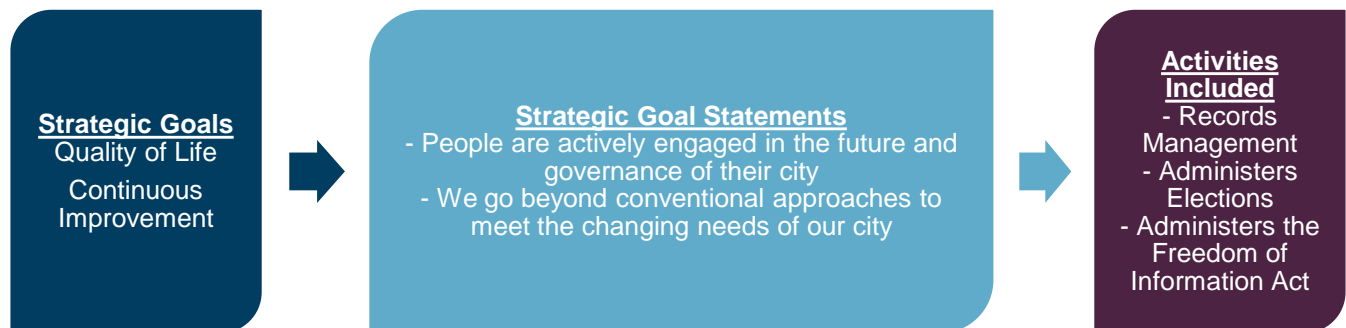 Strategic Goals
Quality of Life
Continuous
Improvement
Strategic Goal Statements
- People are actively engaged in the future and
governance of their city
- We go beyond conventional approaches to
meet the changing needs of our city
Activities
Included
- Records
Management
- Administers
Elections
- Administers the
Freedom of
Information Act